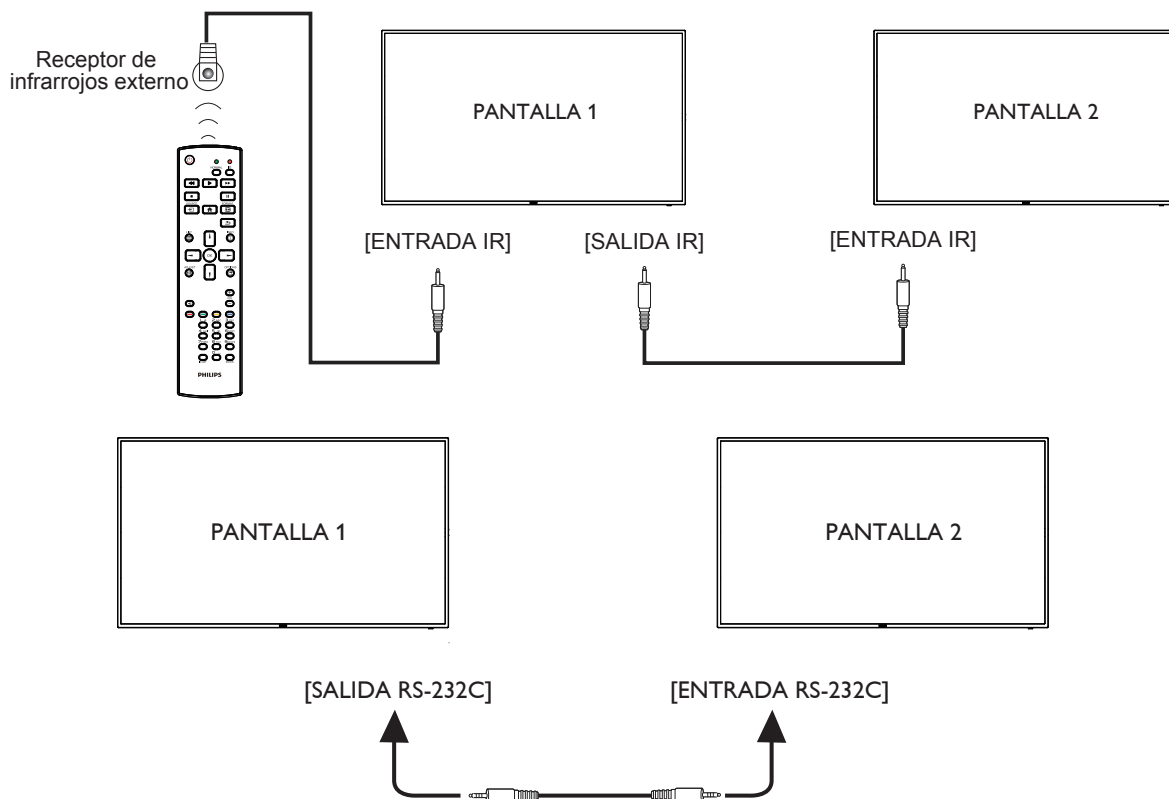 Receptor de
infrarrojos externo
PANTALLA 1
PANTALLA 2
[ENTRADA IR]
[SALIDA IR]
[ENTRADA IR]
PHILIPS
PANTALLA 1
PANTALLA 2
[SALIDA RS-232C]
[ENTRADA RS-232C]